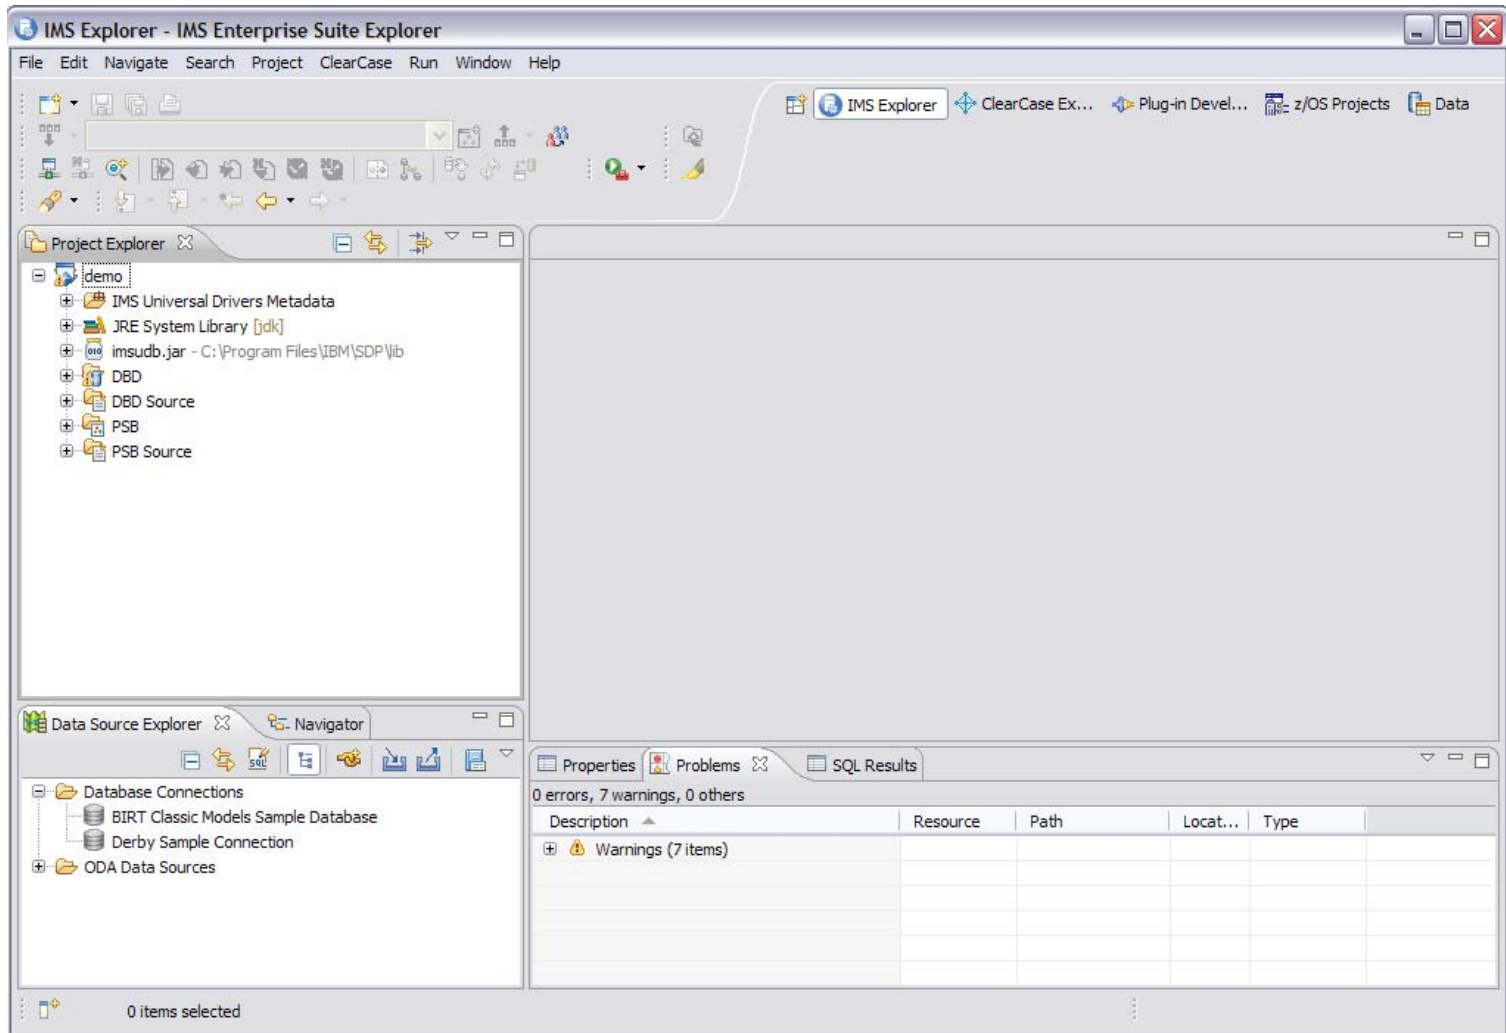 IMS Explorer - IMS Enterprise Suite Explorer
File Edit Navigate Search Project ClearCase Run Window Help
IMS Explorer ClearCase Ex... Plug-in Devel... z/OS Projects Data
Project Explorer
demo
IMS Universal Drivers Metadata
JRE System Library [jdk]
imsudb.jar - C:\Program Files\IBM\SDP\lib
DBD
DBD Source
PSB
PSB Source
Data Source Explorer Navigator
SQL
Database Connections
BIRT Classic Models Sample Database
Derby Sample Connection
ODA Data Sources
Properties Problems SQL Results
0 errors, 7 warnings, 0 others
Description Resource Path Locat... Type
Warnings (7 items)
0 items selected